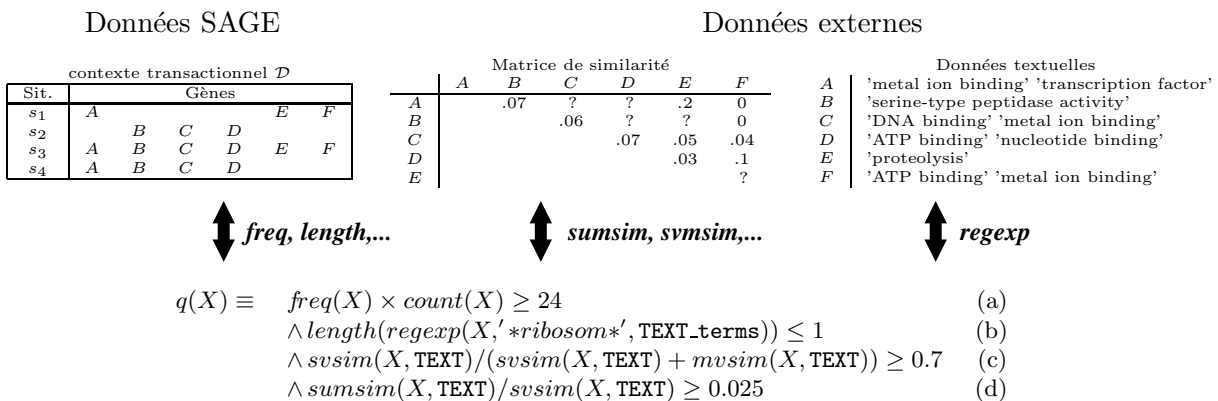 Données SAGE
Données externes
contexte transactionnel D
Sit. Gènes
s1 A E F
s2 B C D
s3 A B C D E F
s4 A B C D
Matrice de similarité
A B C D E F
A .07 ? ? .2 0
B .06 ? ? 0
C .07 .05 .04
D .03 .1
E ?
Données textuelles
A 'metal ion binding' 'transcription factor'
B 'serine-type peptidase activity'
C 'DNA binding' 'metal ion binding'
D 'ATP binding' 'nucleotide binding'
E 'proteolysis'
F 'ATP binding' 'metal ion binding'
freq, length,...
sumsim, svmsim,...
regexp
q(X) ≡ freq(X) × count(X) ≥ 24 (a)
∧ length(regexp(X,′ ∗ribosom∗′, TEXT_terms)) ≤ 1 (b)
∧ svsim(X, TEXT)/(svsim(X, TEXT) + mvsim(X, TEXT)) ≥ 0.7 (c)
∧ sumsim(X, TEXT)/svsim(X, TEXT) ≥ 0.025 (d)